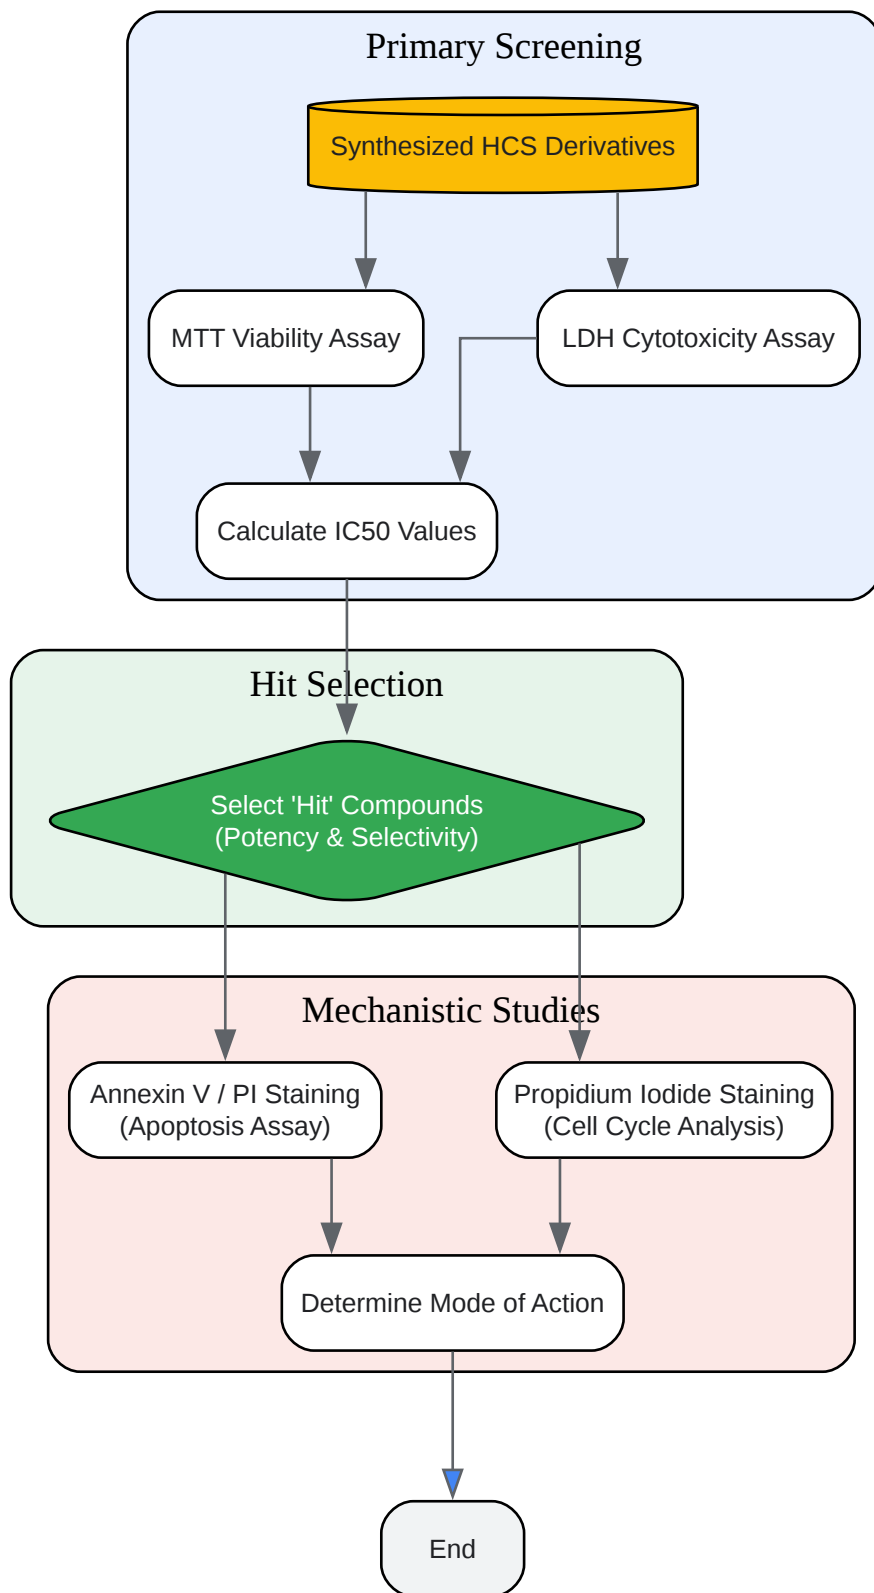 Primary Screening
Synthesized HCS Derivatives
MTT Viability Assay
LDH Cytotoxicity Assay
Calculate IC50 Values
Hit Selection
Select 'Hit' Compounds
(Potency & Selectivity)
Mechanistic Studies
Annexin V / PI Staining
(Apoptosis Assay)
Propidium Iodide Staining
(Cell Cycle Analysis)
Determine Mode of Action
End